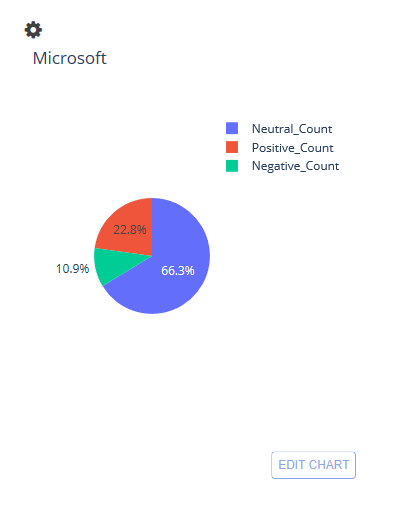 Microsoft
Neutral_Count
Positive_Count
Negative_Count
22.8%
10.9%
66.3%
EDIT CHART